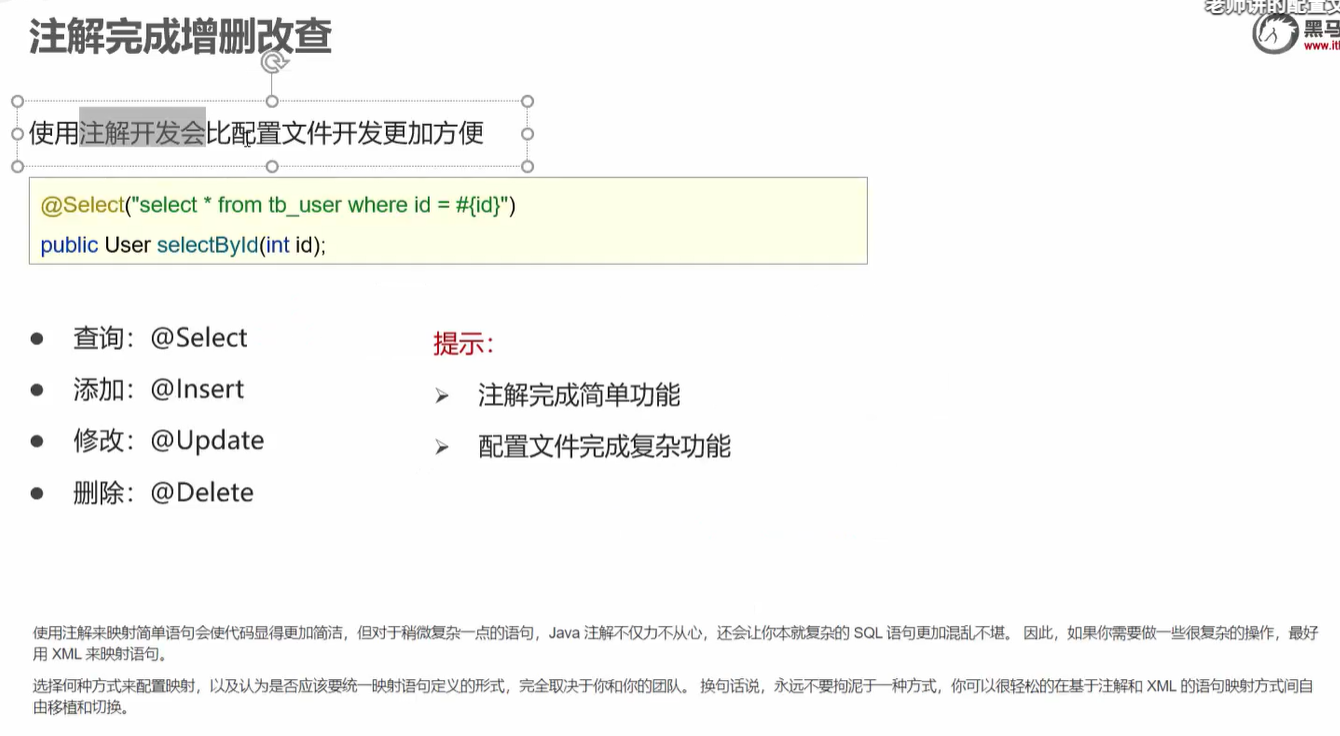 老师讲的配置文
注解完成增删改查
黑马
www.itl
使用注解开发会比配置文件开发更加方便
@Select("select * from tb_user where id = #{id}")
public User selectById(int id);
查询：@Select
添加：@Insert
修改：@Update
删除：@Delete
提示：
注解完成简单功能
配置文件完成复杂功能
使用注解来映射简单语句会使代码显得更加简洁，但对于稍微复杂一点的语句，Java 注解不仅力不从心，还会让你本就复杂的 SQL 语句更加混乱不堪。 因此，如果你需要做一些很复杂的操作，最好
用 XML 来映射语句。
选择何种方式来配置映射，以及认为是否应该要统一映射语句定义的形式，完全取决于你和你的团队。 换句话说，永远不要拘泥于一种方式，你可以很轻松的在基于注解和 XML 的语句映射方式间自
由移植和切换。